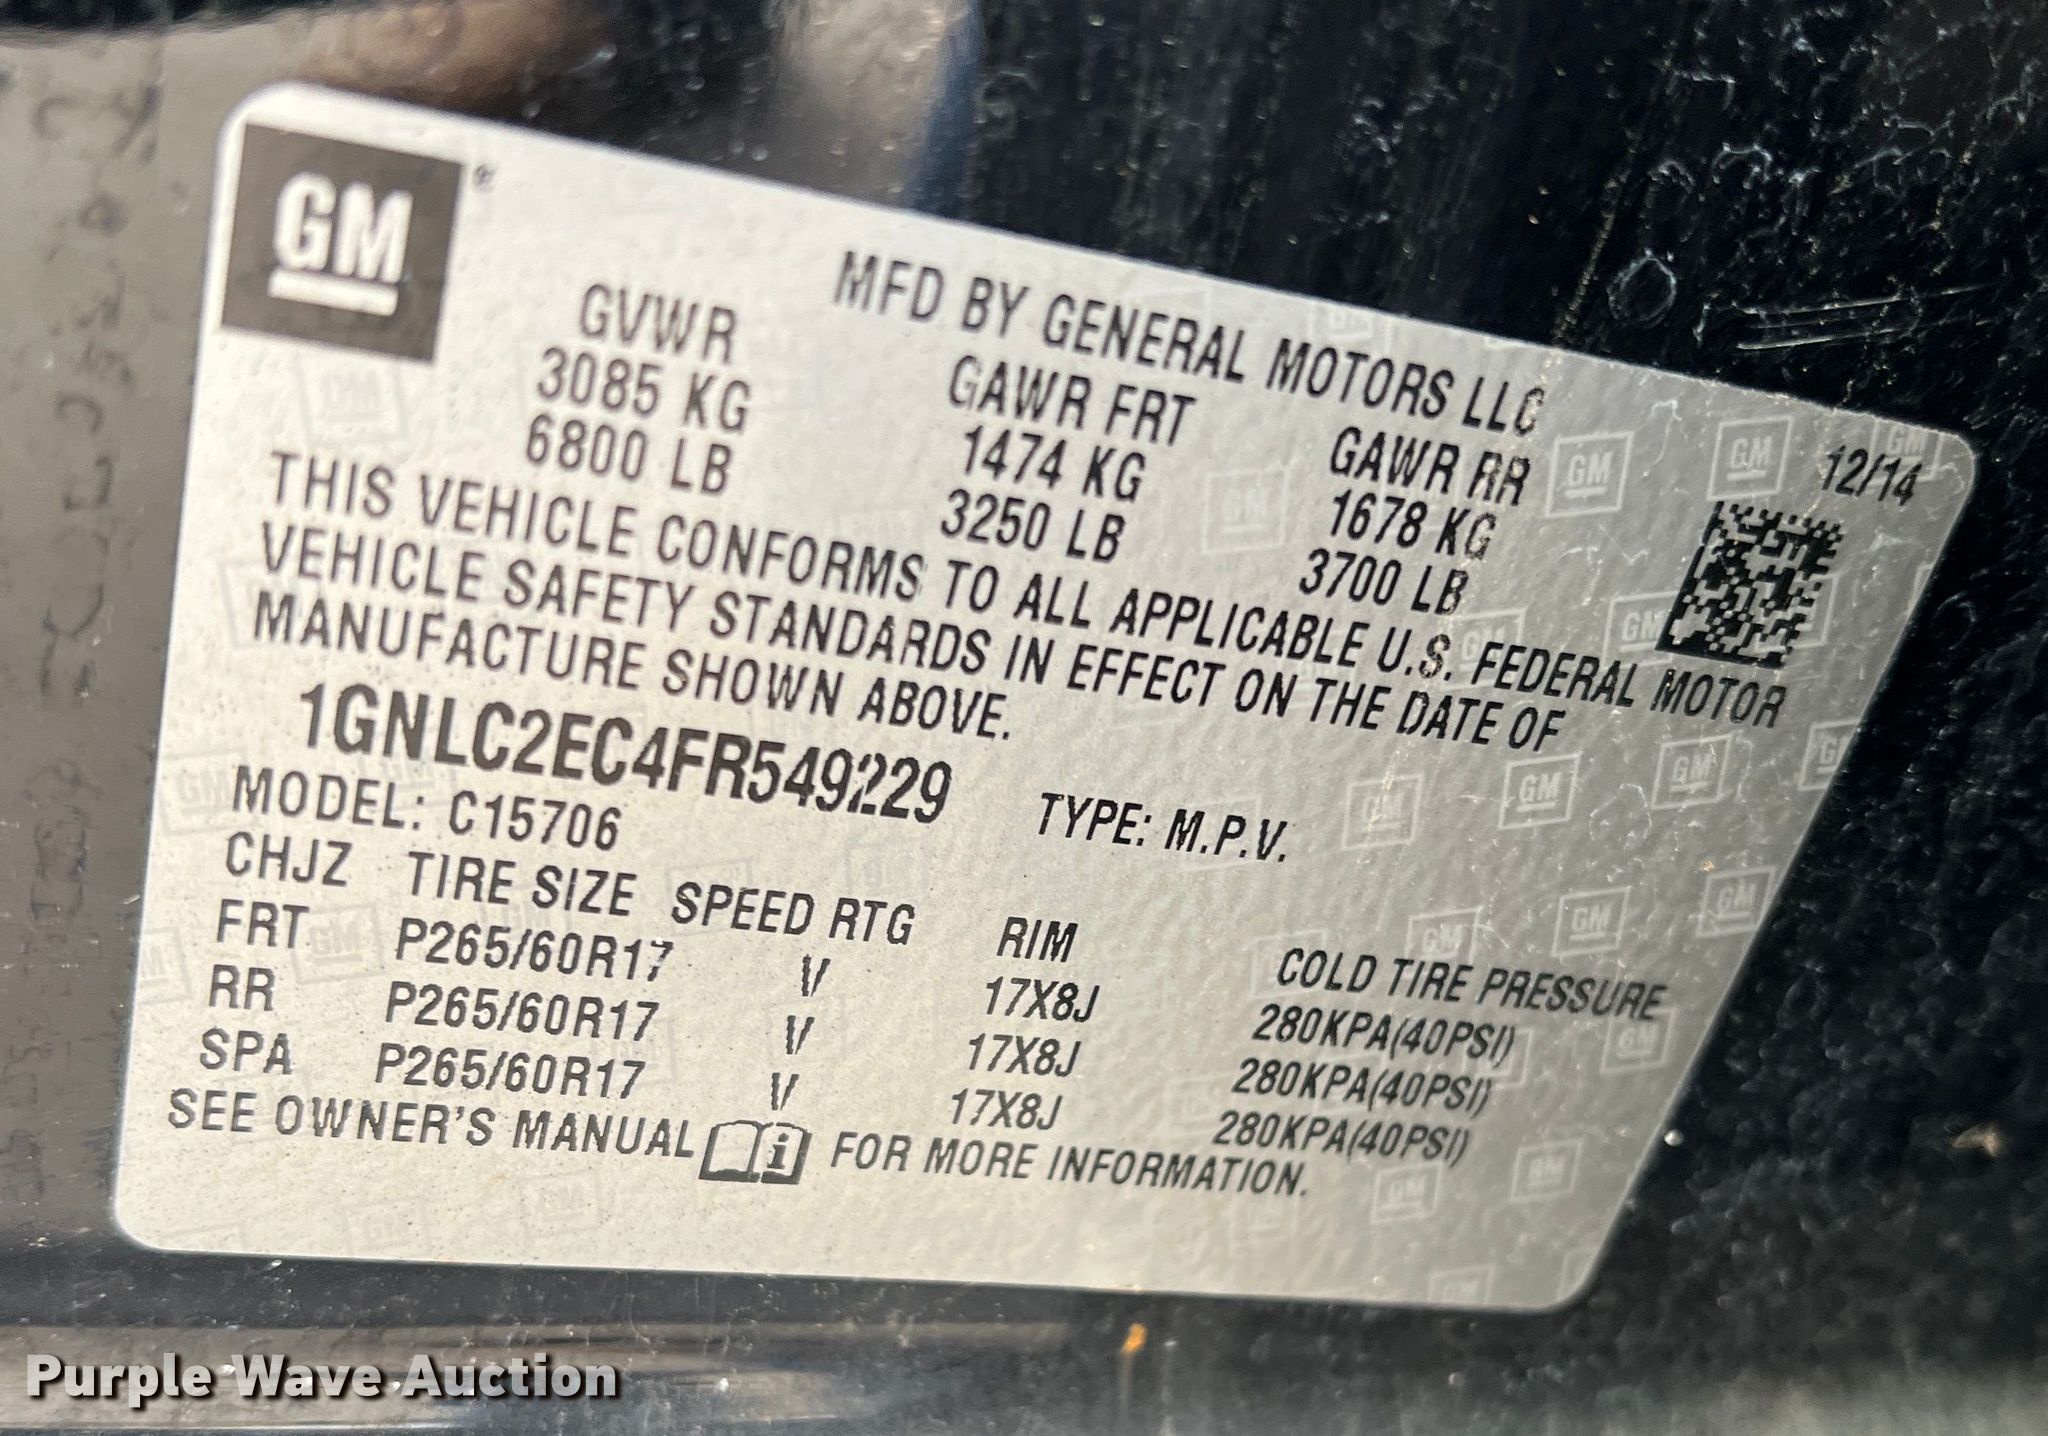 GM ®
MFD BY GENERAL MOTORS LLC
12/14
GVWR GAWR FRT GAWR RR
3085 KG 1474 KG 1678 KG
6800 LB 3250 LB 3700 LB
THIS VEHICLE CONFORMS TO ALL APPLICABLE U.S. FEDERAL MOTOR
VEHICLE SAFETY STANDARDS IN EFFECT ON THE DATE OF
MANUFACTURE SHOWN ABOVE.
1GNLC2EC4FR549229 TYPE: M.P.V.
MODEL: C15706
CHJZ TIRE SIZE SPEED RTG RIM COLD TIRE PRESSURE
FRT P265/60R17 V 17X8J 280KPA(40PSI)
RR P265/60R17 V 17X8J 280KPA(40PSI)
SPA P265/60R17 V 17X8J 280KPA(40PSI)
SEE OWNER'S MANUAL i FOR MORE INFORMATION.
Purple Wave Auction